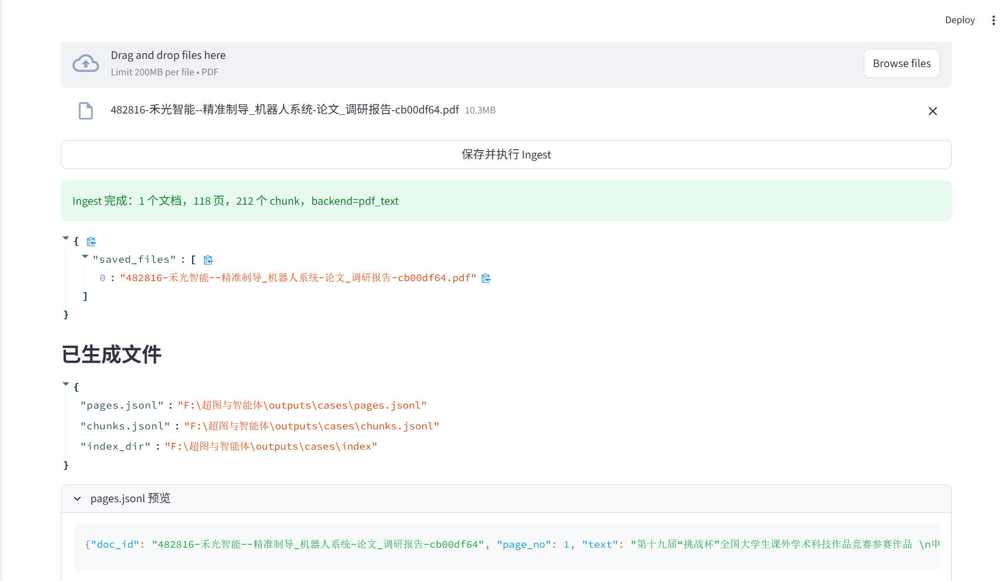 Deploy
Drag and drop files here
Limit 200MB per file • PDF
Browse files
482816-禾光智能--精准制导_机器人系统-论文_调研报告-cb00df64.pdf 10.3MB
保存并执行 Ingest
Ingest 完成：1 个文档，118 页，212 个 chunk，backend=pdf_text
{
"saved_files" : [
0 : "482816-禾光智能--精准制导_机器人系统-论文_调研报告-cb00df64.pdf"
]
}
已生成文件
{
"pages.jsonl" : "F:\超图与智能体\outputs\cases\pages.jsonl"
"chunks.jsonl" : "F:\超图与智能体\outputs\cases\chunks.jsonl"
"index_dir" : "F:\超图与智能体\outputs\cases\index"
}
pages.jsonl 预览
{"doc_id": "482816-禾光智能--精准制导_机器人系统-论文_调研报告-cb00df64", "page_no": 1, "text": "第十九届“挑战杯”全国大学生课外学术科技作品竞赛参赛作品 \n申